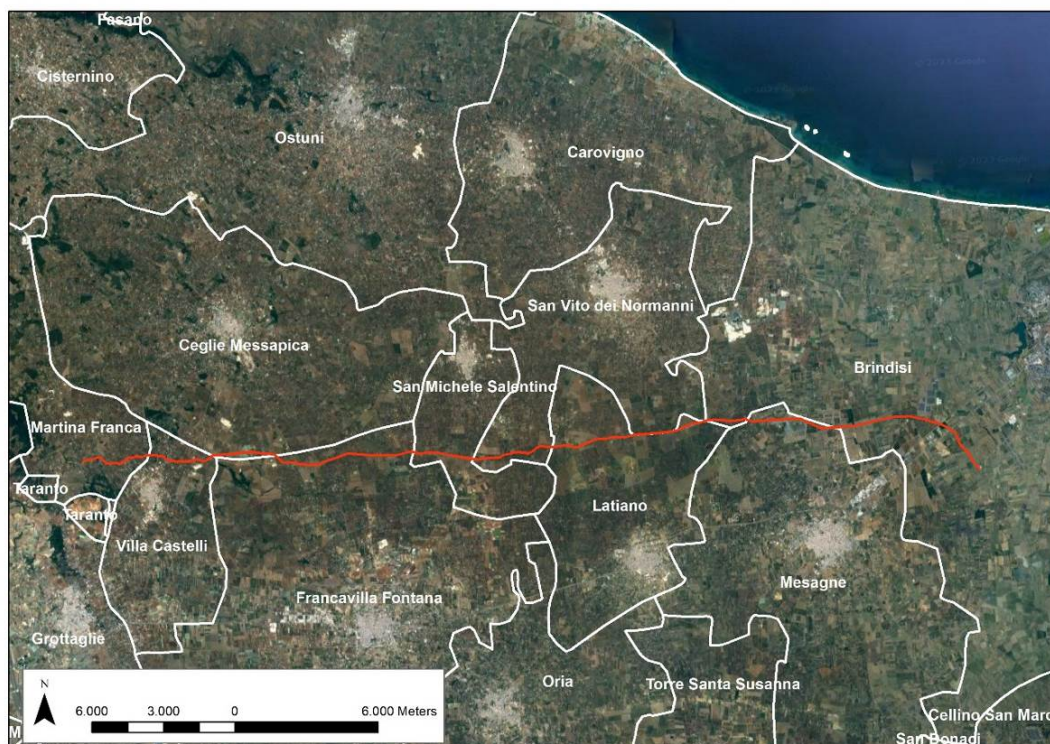 Fasano
Cisternino
Ostuni
Carovigno
San Vito dei Normanni
Ceglie Messapica
San Michele Salentino
Brindisi
Martina Franca
Taranto
Taranto
Villa Castelli
Latiano
Francavilla Fontana
Mesagne
Grottaglie
Oria
Torre Santa Susanna
Cellino San Marc
San Donaci
M
N
6.000 3.000 0 6.000 Meters